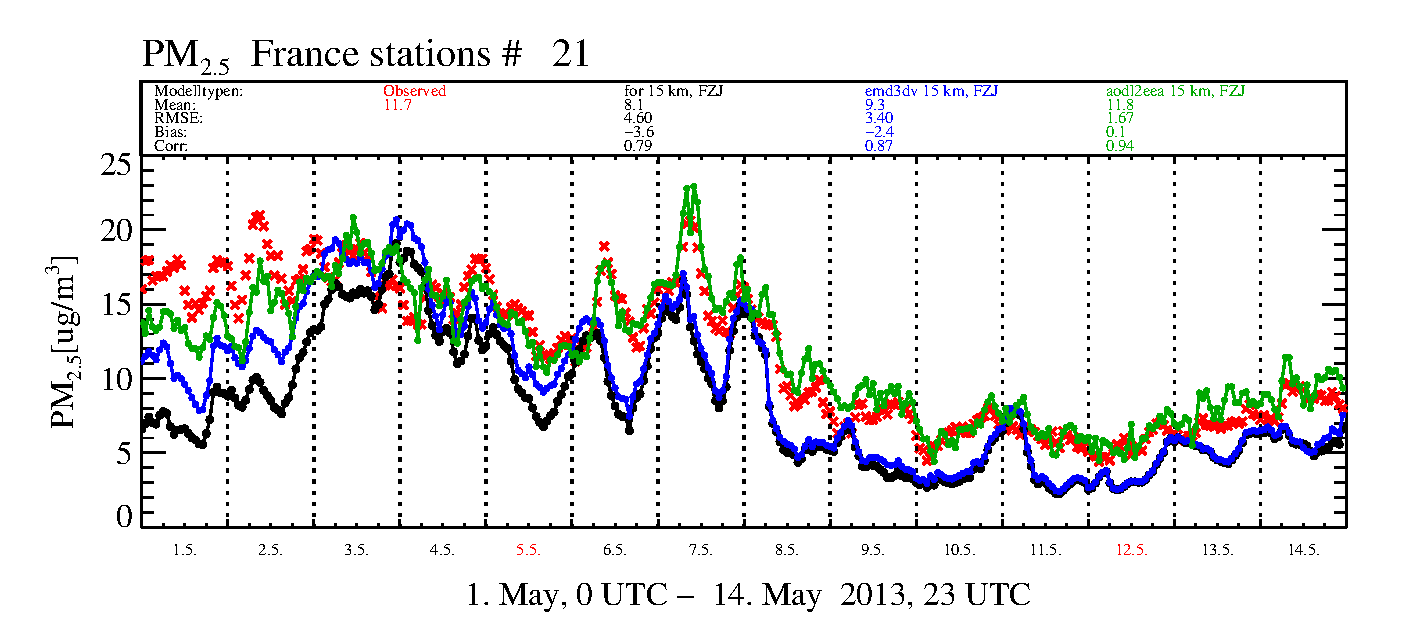 PM2.5 France stations # 21
Modelltypen: Observed for 15 km, FZJ emd3dv 15 km, FZJ aodl2eea 15 km, FZJ
Mean: 11.7 8.1 9.3 11.8
RMSE: 4.60 3.40 1.67
Bias: −3.6 −2.4 0.1
Corr: 0.79 0.87 0.94
25
20
15
10
5
0
PM2.5[ug/m3]
1.5. 2.5. 3.5. 4.5. 5.5. 6.5. 7.5. 8.5. 9.5. 10.5. 11.5. 12.5. 13.5. 14.5.
1. May, 0 UTC − 14. May 2013, 23 UTC